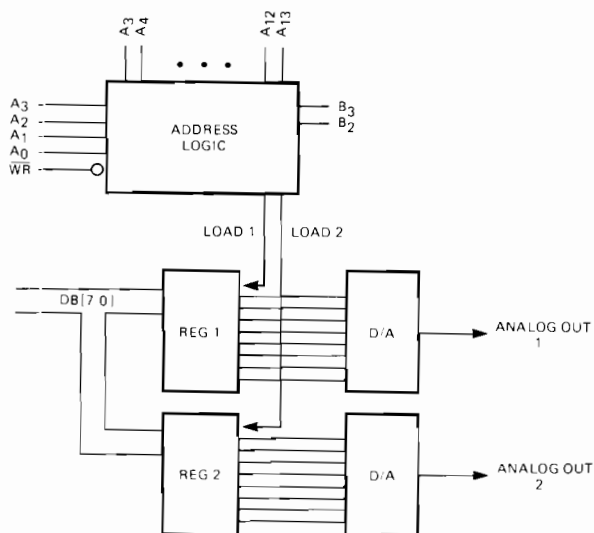 A3 A4 A12 A13
• • •
A3
A2
A1
A0
WR
ADDRESS
LOGIC
B3
B2
LOAD 1 LOAD 2
DB[7 0]
REG 1
D/A
ANALOG OUT
1
REG 2
D/A
ANALOG OUT
2